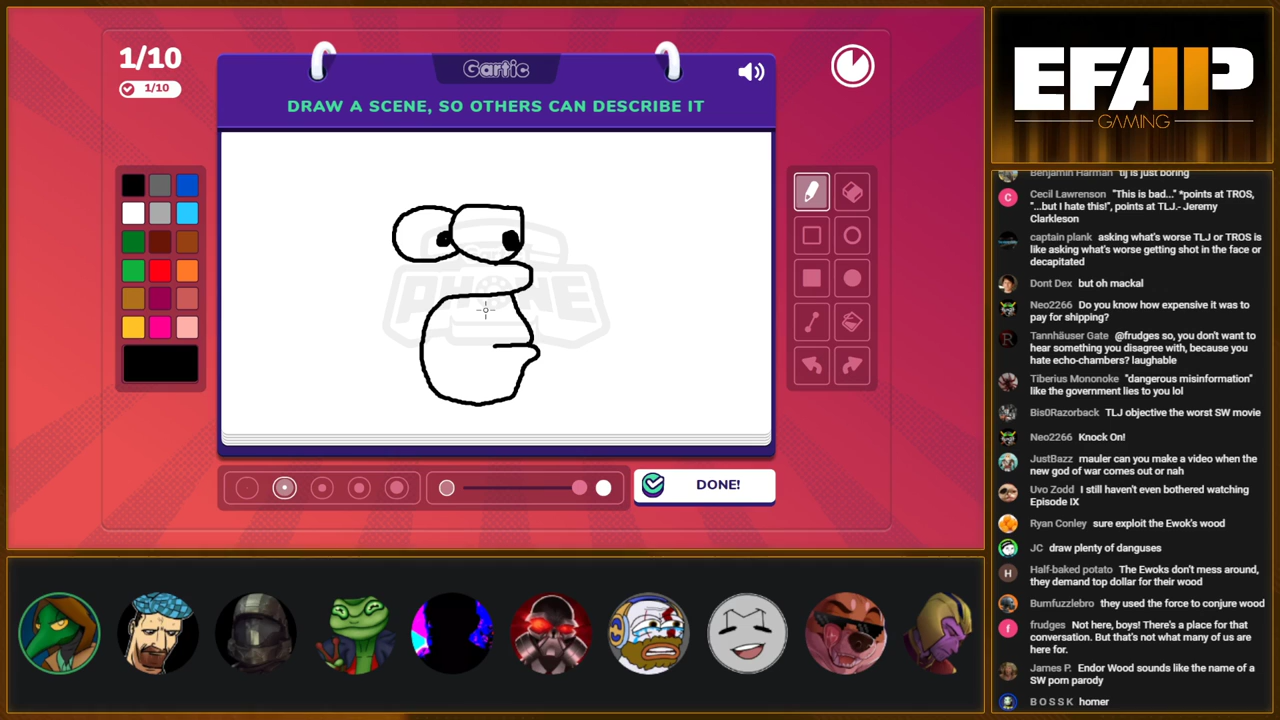 1/10
1/10
Gartic
DRAW A SCENE, SO OTHERS CAN DESCRIBE IT
PHONE
DONE!
EFAP
GAMING
Benjamin Harman tlj is just boring
Cecil Lawrenson "This is bad..." *points at TROS,
"...but I hate this!", points at TLJ.- Jeremy
Clarkleson
captain plank asking what's worse TLJ or TROS is
like asking what's worse getting shot in the face or
decapitated
Dont Dex but oh mackal
Neo2266 Do you know how expensive it was to
pay for shipping?
Tannhäuser Gate @frudges so, you don't want to
hear something you disagree with, because you
hate echo-chambers? laughable
Tiberius Mononoke "dangerous misinformation"
like the government lies to you lol
Bis0Razorback TLJ objective the worst SW movie
Neo2266 Knock On!
JustBazz mauler can you make a video when the
new god of war comes out or nah
Uvo Zodd I still haven't even bothered watching
Episode IX
Ryan Conley sure exploit the Ewok's wood
JC draw plenty of danguses
Half-baked potato The Ewoks don't mess around,
they demand top dollar for their wood
Bumfuzzlebro they used the force to conjure wood
frudges Not here, boys! There's a place for that
conversation. But that's not what many of us are
here for.
James P. Endor Wood sounds like the name of a
SW porn parody
B O S S K homer